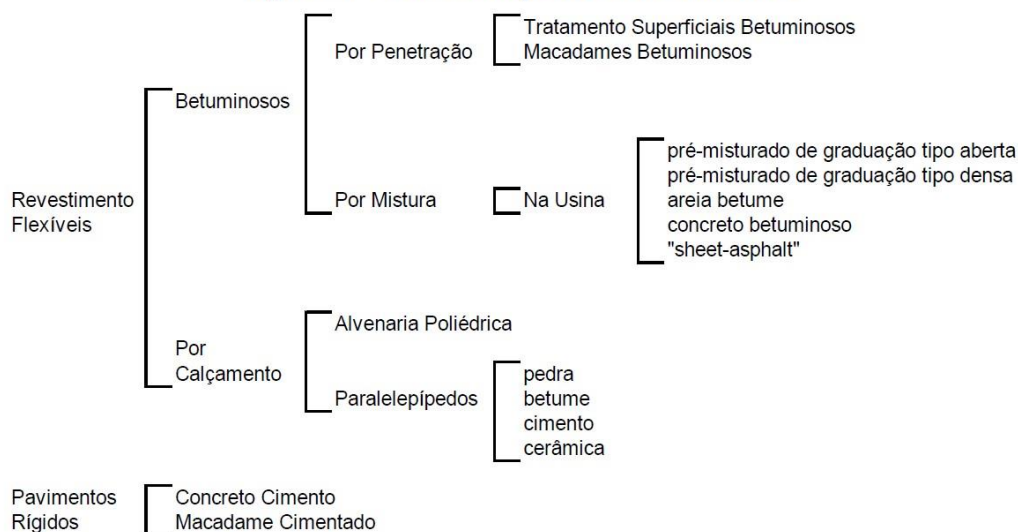 Tratamento Superficiais Betuminosos
Por Penetração
Macadames Betuminosos
Betuminosos
pré-misturado de graduação tipo aberta
pré-misturado de graduação tipo densa
Revestimento
Flexíveis
Por Mistura
Na Usina
areia betume
concreto betuminoso
"sheet-asphalt"
Alvenaria Poliédrica
Por
Calçamento
Paralelepípedos
pedra
betume
cimento
cerâmica
Pavimentos
Rígidos
Concreto Cimento
Macadame Cimentado